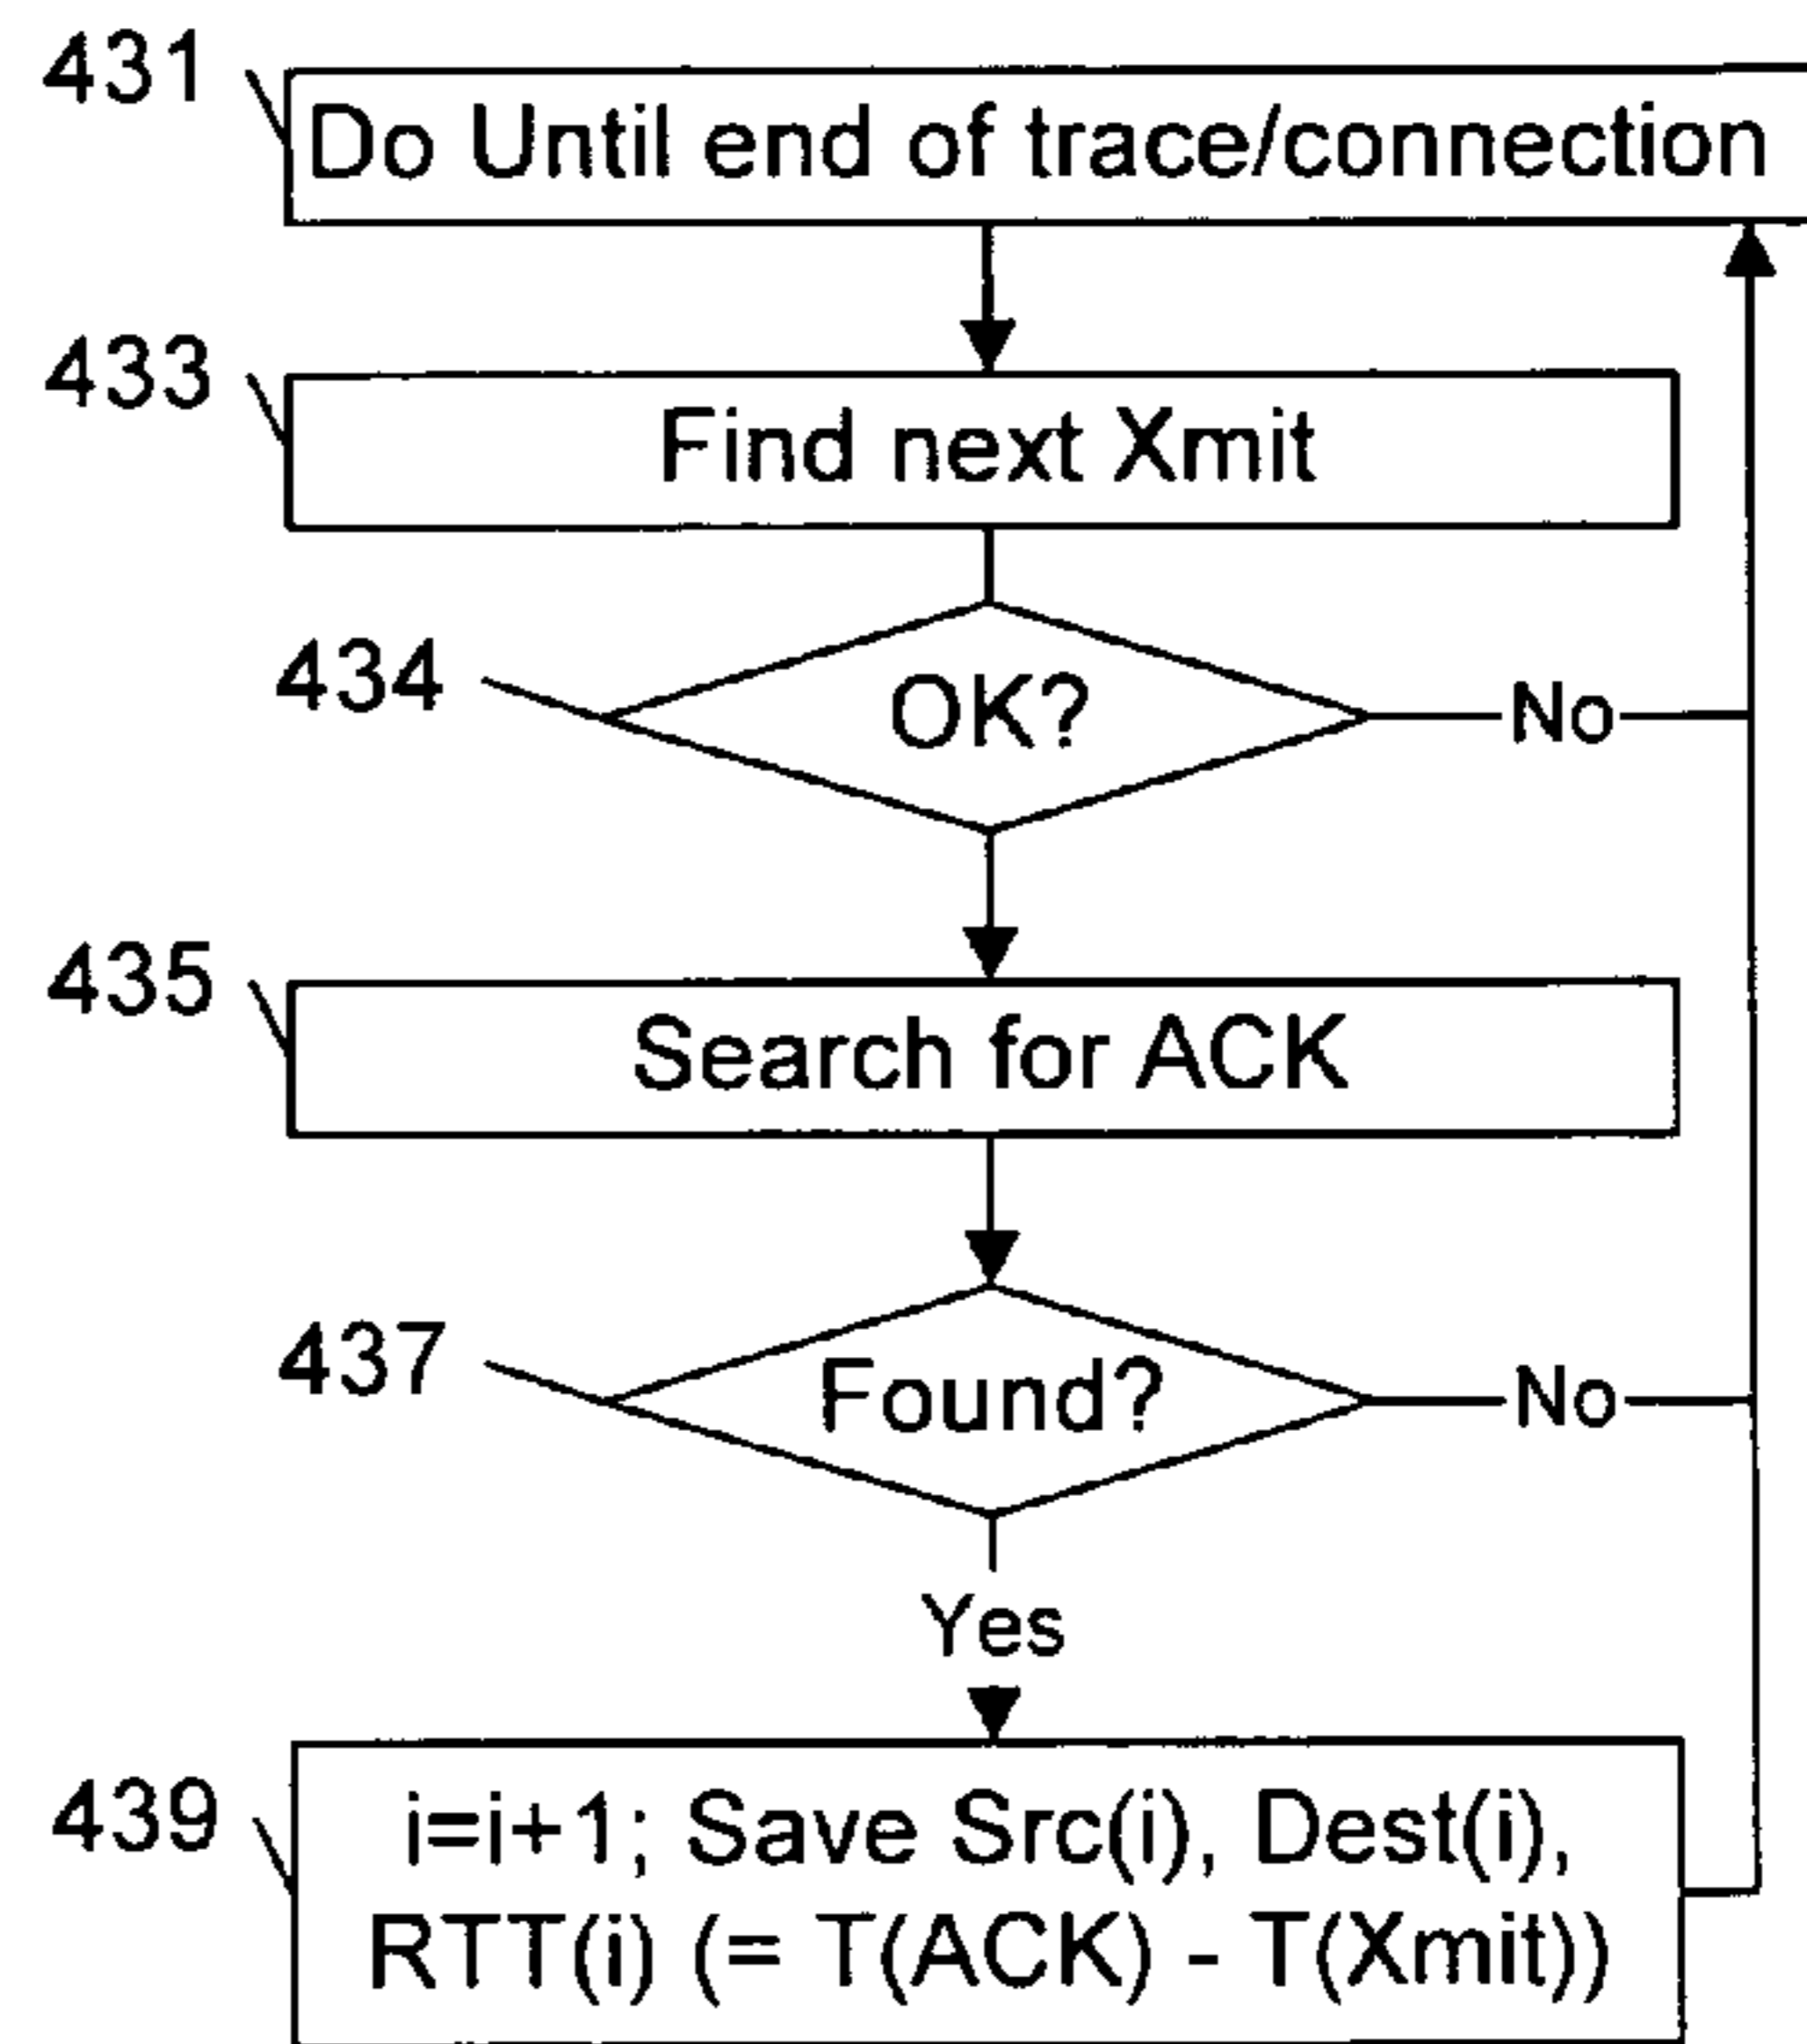 431
Do Until end of trace/connection
433
Find next Xmit
434
OK?
No
435
Search for ACK
437
Found?
No
Yes
439
i=i+1; Save Src(i), Dest(i),
RTT(i) (= T(ACK) - T(Xmit))